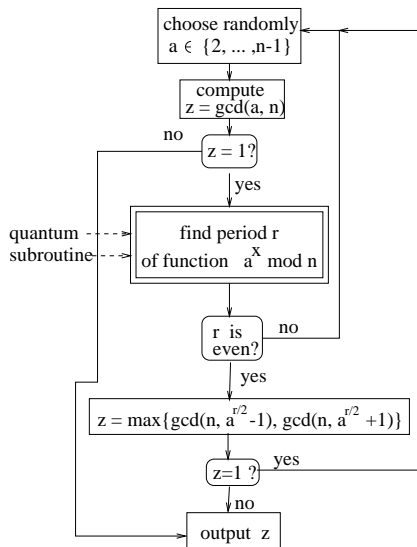 choose randomly
a ∈ {2, ... ,n-1}
compute
z = gcd(a, n)
no
z = 1?
yes
quantum
subroutine
find period r
of function a^x mod n
r is
even?
no
yes
z = max{gcd(n, a^{r/2} -1), gcd(n, a^{r/2} +1)}
z=1 ?
yes
no
output z